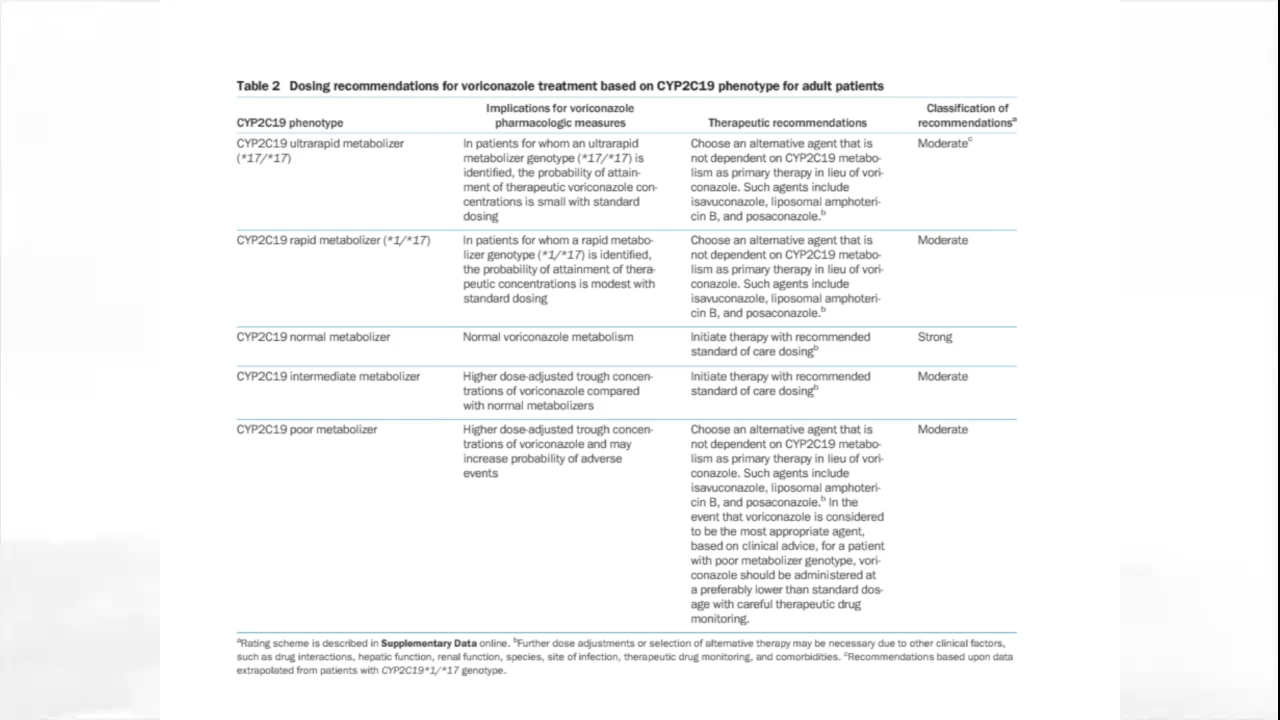 Table 2 Dosing recommendations for voriconazole treatment based on CYP2C19 phenotype for adult patients
CYP2C19 phenotype
Implications for voriconazole
pharmacologic measures
Therapeutic recommendations
Classification of
recommendationsa
CYP2C19 ultrarapid metabolizer
(*17/*17)
In patients for whom an ultrarapid
metabolizer genotype (*17/*17) is
identified, the probability of attain-
ment of therapeutic voriconazole con-
centrations is small with standard
dosing
Choose an alternative agent that is
not dependent on CYP2C19 metabo-
lism as primary therapy in lieu of vori-
conazole. Such agents include
isavuconazole, liposomal amphoteri-
cin B, and posaconazole.b
Moderatec
CYP2C19 rapid metabolizer (*1/*17)
In patients for whom a rapid metabo-
lizer genotype (*1/*17) is identified,
the probability of attainment of thera-
peutic concentrations is modest with
standard dosing
Choose an alternative agent that is
not dependent on CYP2C19 metabo-
lism as primary therapy in lieu of vori-
conazole. Such agents include
isavuconazole, liposomal amphoteri-
cin B, and posaconazole.b
Moderate
CYP2C19 normal metabolizer
Normal voriconazole metabolism
Initiate therapy with recommended
standard of care dosingb
Strong
CYP2C19 intermediate metabolizer
Higher dose-adjusted trough concen-
trations of voriconazole compared
with normal metabolizers
Initiate therapy with recommended
standard of care dosingb
Moderate
CYP2C19 poor metabolizer
Higher dose-adjusted trough concen-
trations of voriconazole and may
increase probability of adverse
events
Choose an alternative agent that is
not dependent on CYP2C19 metabo-
lism as primary therapy in lieu of vori-
conazole. Such agents include
isavuconazole, liposomal amphoteri-
cin B, and posaconazole.b In the
event that voriconazole is considered
to be the most appropriate agent,
based on clinical advice, for a patient
with poor metabolizer genotype, vori-
conazole should be administered at
a preferably lower than standard dos-
age with careful therapeutic drug
monitoring.
Moderate
aRating scheme is described in Supplementary Data online. bFurther dose adjustments or selection of alternative therapy may be necessary due to other clinical factors,
such as drug interactions, hepatic function, renal function, species, site of infection, therapeutic drug monitoring, and comorbidities. cRecommendations based upon data
extrapolated from patients with CYP2C19*1/*17 genotype.